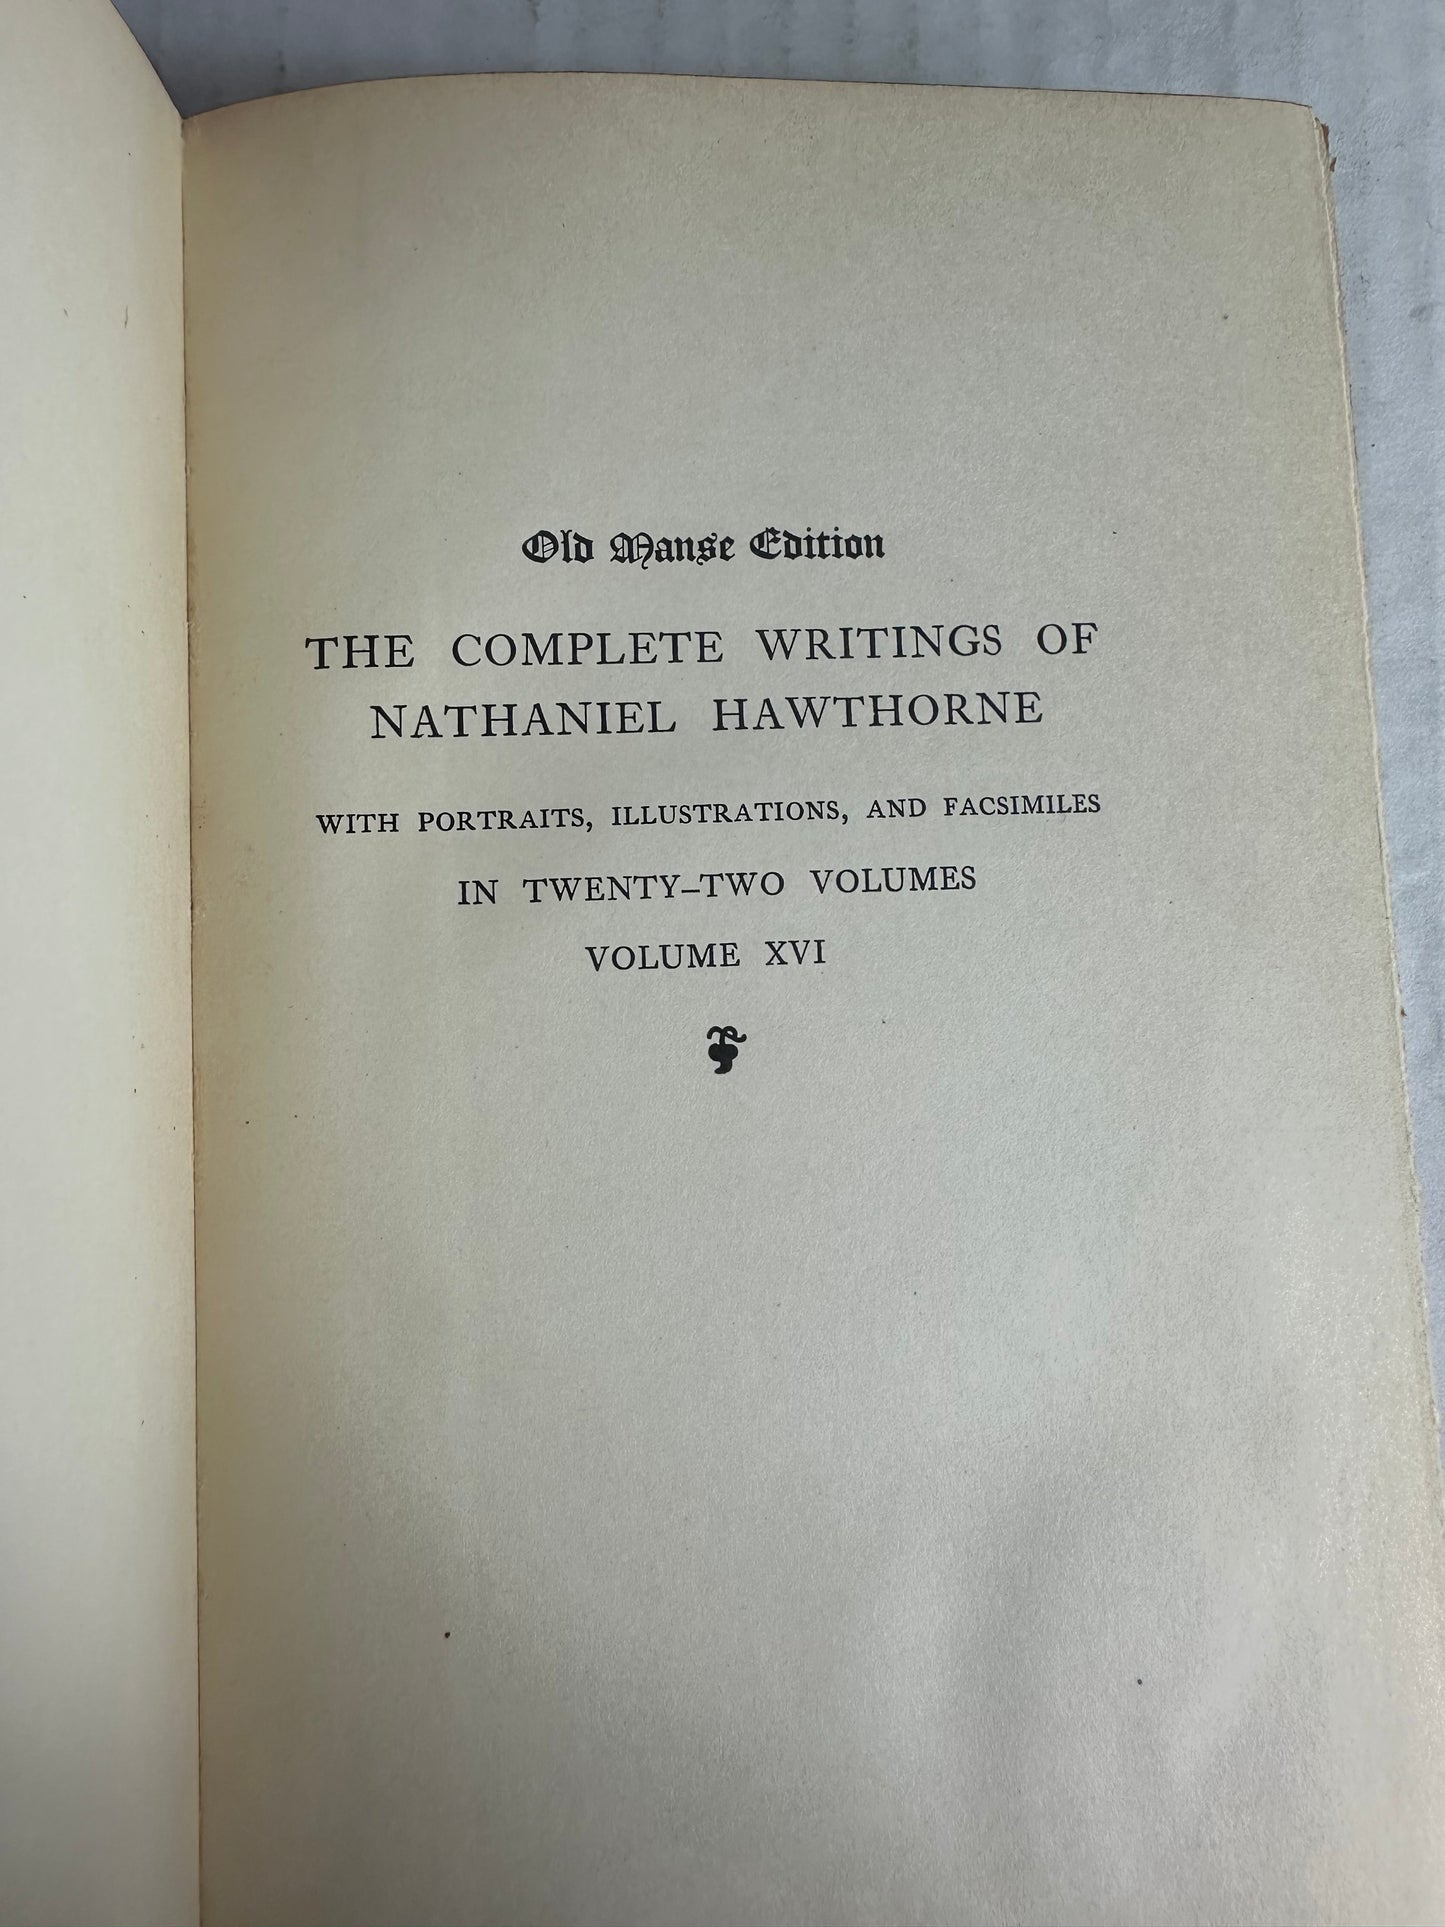 Old Manse Edition
THE COMPLETE WRITINGS OF
NATHANIEL HAWTHORNE
WITH PORTRAITS, ILLUSTRATIONS, AND FACSIMILES
IN TWENTY-TWO VOLUMES
VOLUME XVI